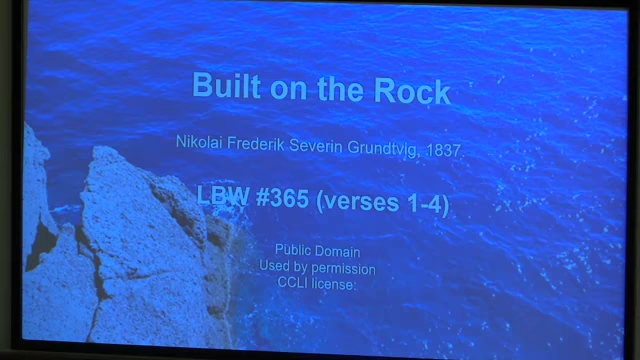 Built on the Rock
Nikolai Frederik Severin Grundtvig, 1837
LBW #365 (verses 1-4)
Public Domain
Used by permission
CCLI license: